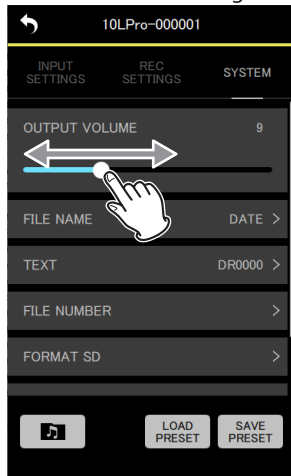 10LPro-000001
INPUT SETTINGS REC SETTINGS SYSTEM
OUTPUT VOLUME 9
FILE NAME DATE >
TEXT DR0000 >
FILE NUMBER >
FORMAT SD >
LOAD PRESET SAVE PRESET